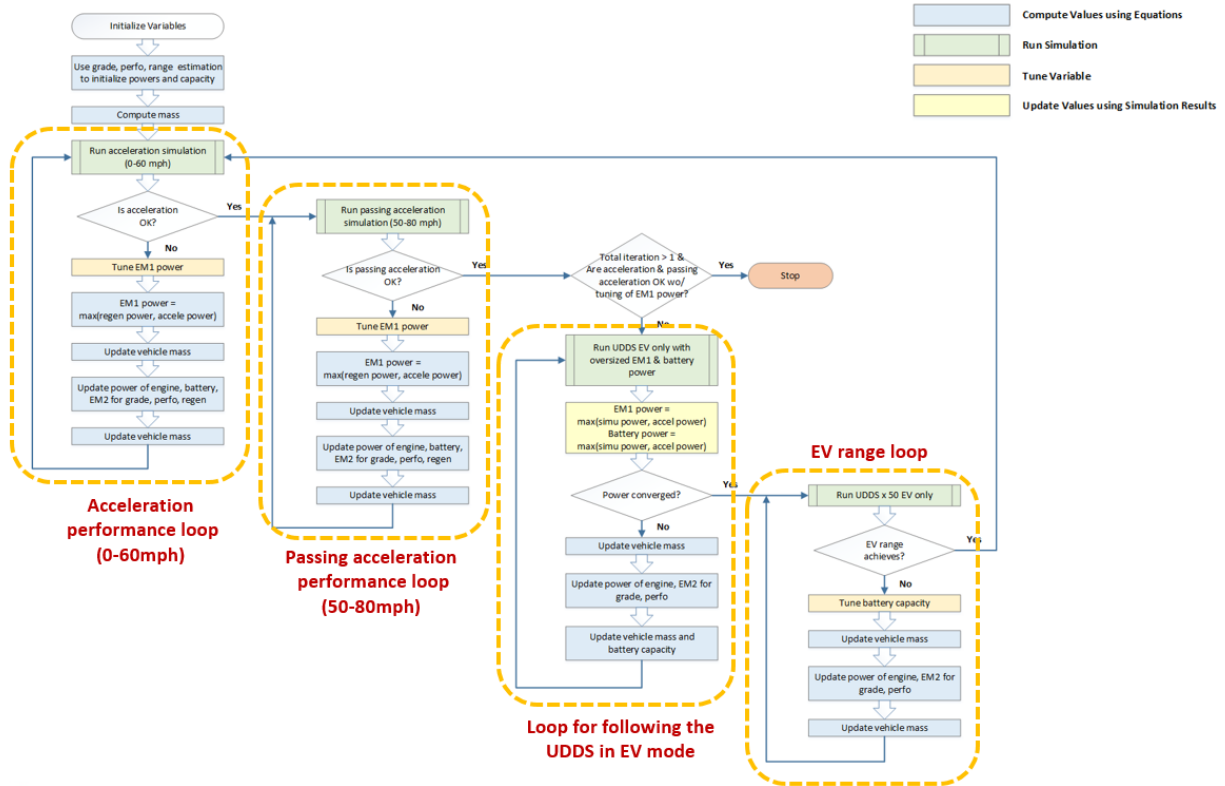 Initialize Variables
Use grade, perfo, range estimation
to initialize powers and capacity
Compute mass
Run acceleration simulation
(0-60 mph)
Is acceleration
OK?
Yes
No
Tune EM1 power
EM1 power =
max(regen power, accele power)
Update vehicle mass
Update power of engine, battery,
EM2 for grade, perfo, regen
Update vehicle mass
Acceleration
performance loop
(0-60mph)
Run passing acceleration
simulation (50-80 mph)
Is passing acceleration
OK?
Yes
No
Tune EM1 power
EM1 power =
max(regen power, accele power)
Update vehicle mass
Update power of engine, battery,
EM2 for grade, perfo, regen
Update vehicle mass
Passing acceleration
performance loop
(50-80mph)
Total iteration > 1 &
Are acceleration & passing
acceleration OK wo/
tuning of EM1 power?
Yes
Stop
No
Run UDDS EV only with
oversized EM1 & battery
power
EM1 power =
max(simu power, accel power)
Battery power =
max(simu power, accel power)
Power converged?
Yes
No
Update vehicle mass
Update power of engine, EM2 for
grade, perfo
Update vehicle mass and
battery capacity
Loop for following the
UDDS in EV mode
EV range loop
Run UDDS x 50 EV only
EV range
achieves?
Yes
No
Tune battery capacity
Update vehicle mass
Update power of engine, EM2 for
grade, perfo
Update vehicle mass
Compute Values using Equations
Run Simulation
Tune Variable
Update Values using Simulation Results